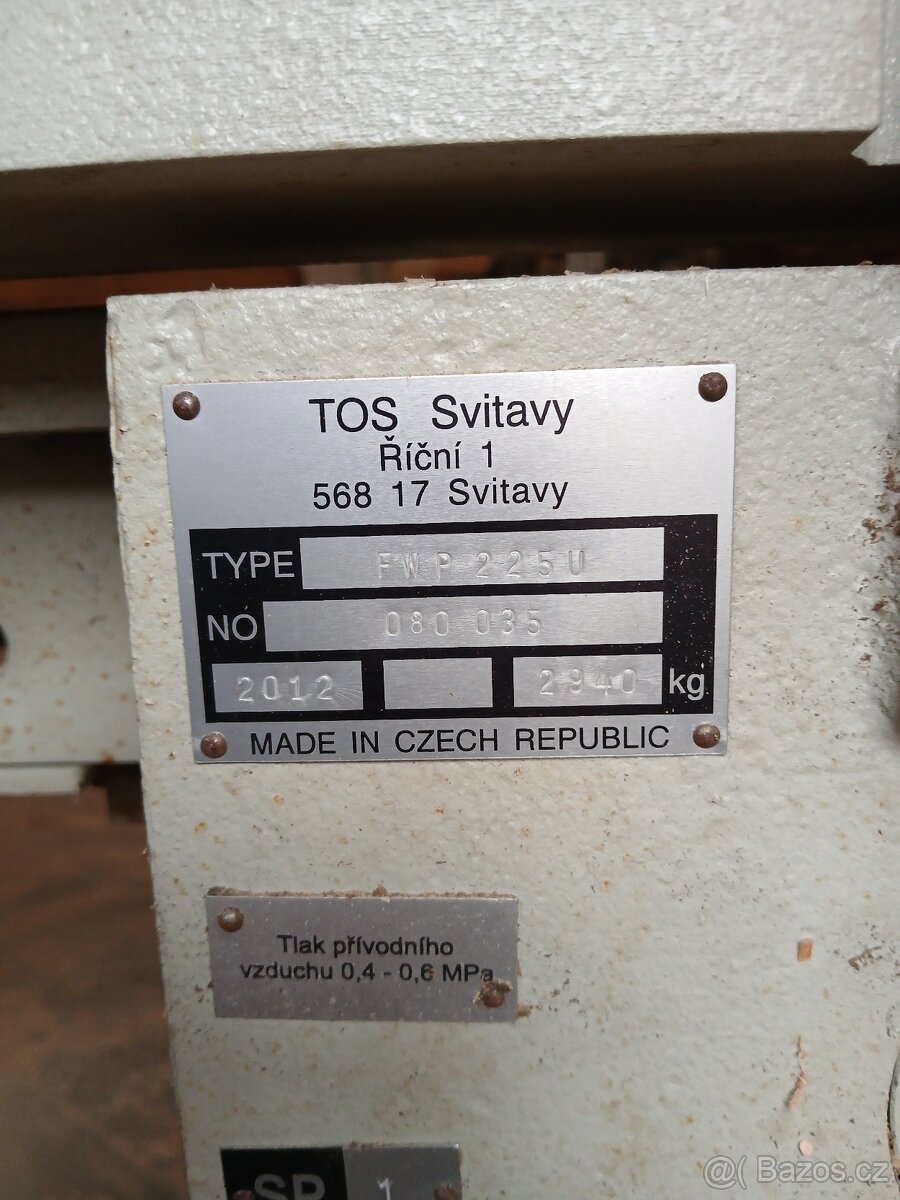 TOS Svitavy
Říční 1
568 17 Svitavy
TYPE FWP 225U
NO 080 035
2012 2940 kg
MADE IN CZECH REPUBLIC
Tlak přívodního
vzduchu 0,4 - 0,6 MPa
SP 1
@( Bazos.cz